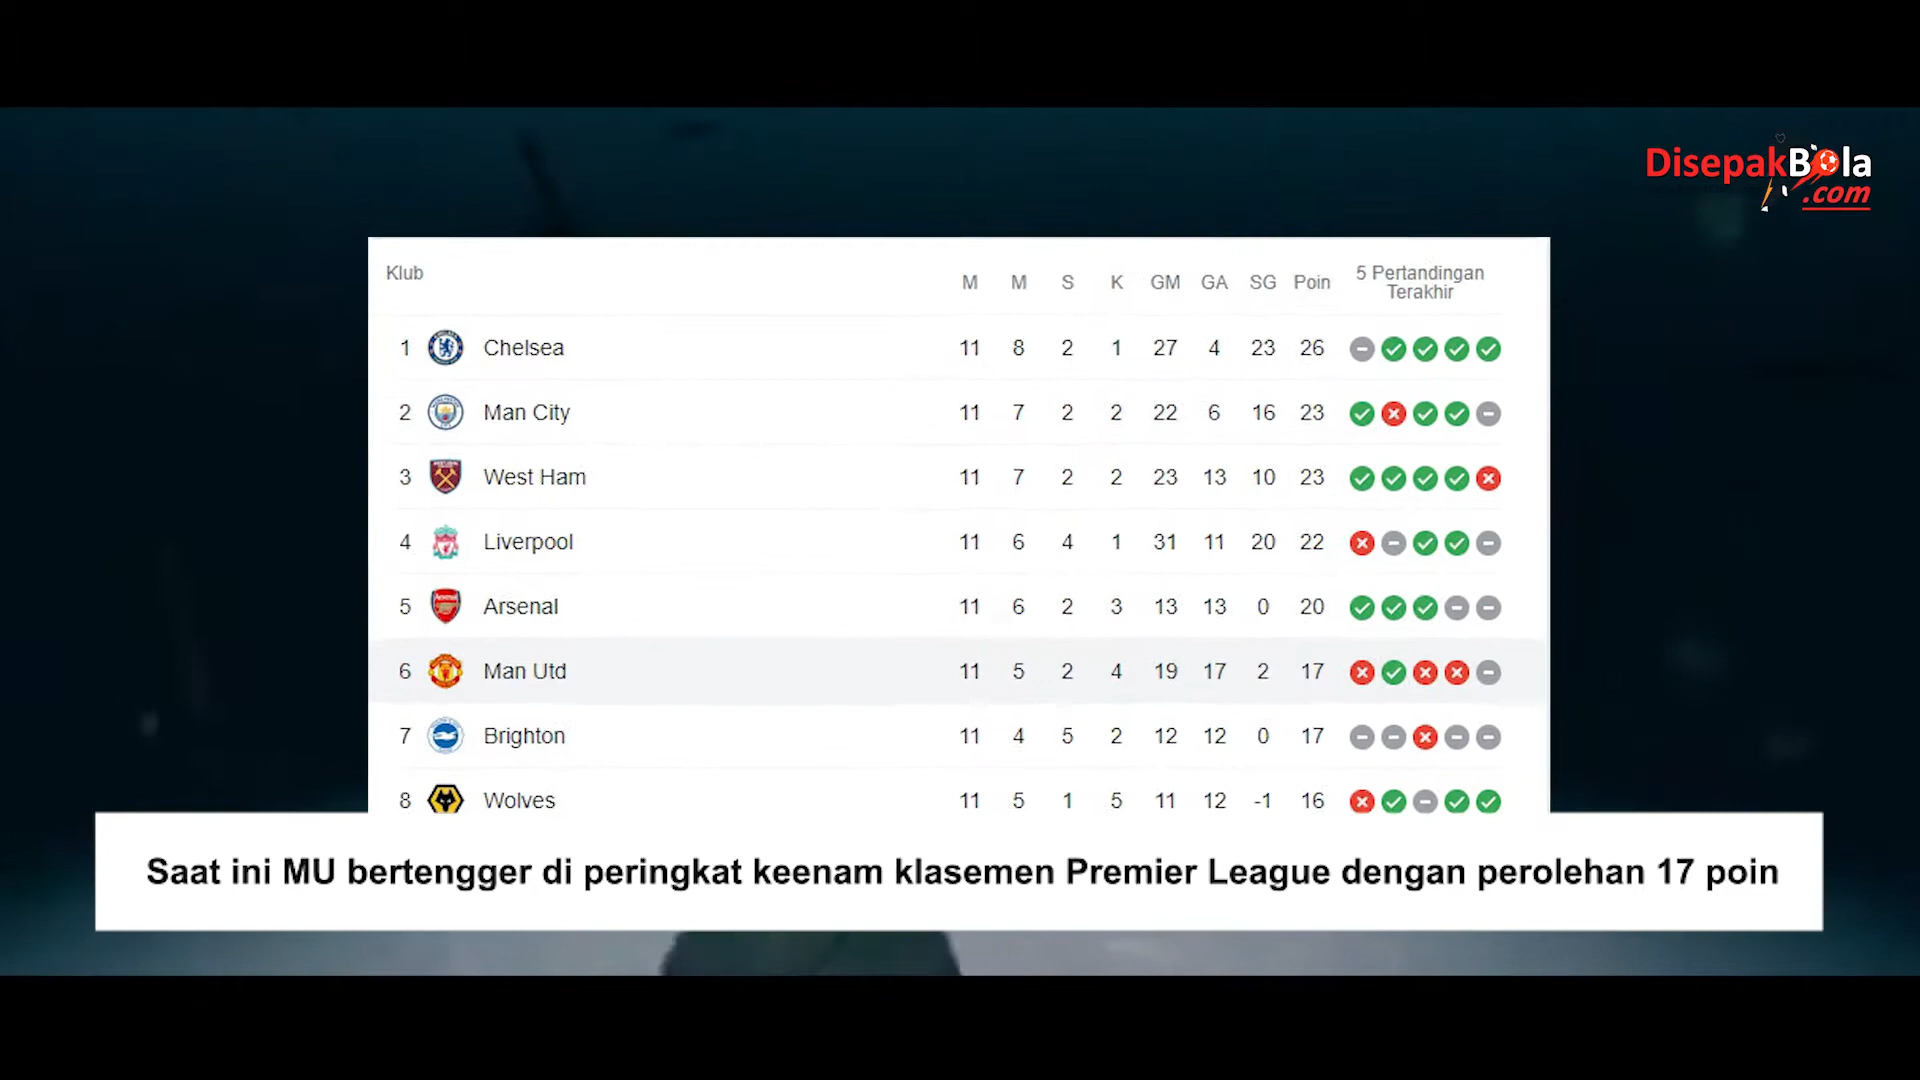 DisepakBola
.com
Klub M M S K GM GA SG Poin 5 Pertandingan
Terakhir
1 Chelsea 11 8 2 1 27 4 23 26
2 Man City 11 7 2 2 22 6 16 23
3 West Ham 11 7 2 2 23 13 10 23
4 Liverpool 11 6 4 1 31 11 20 22
5 Arsenal 11 6 2 3 13 13 0 20
6 Man Utd 11 5 2 4 19 17 2 17
7 Brighton 11 4 5 2 12 12 0 17
8 Wolves 11 5 1 5 11 12 -1 16
Saat ini MU bertengger di peringkat keenam klasemen Premier League dengan perolehan 17 poin